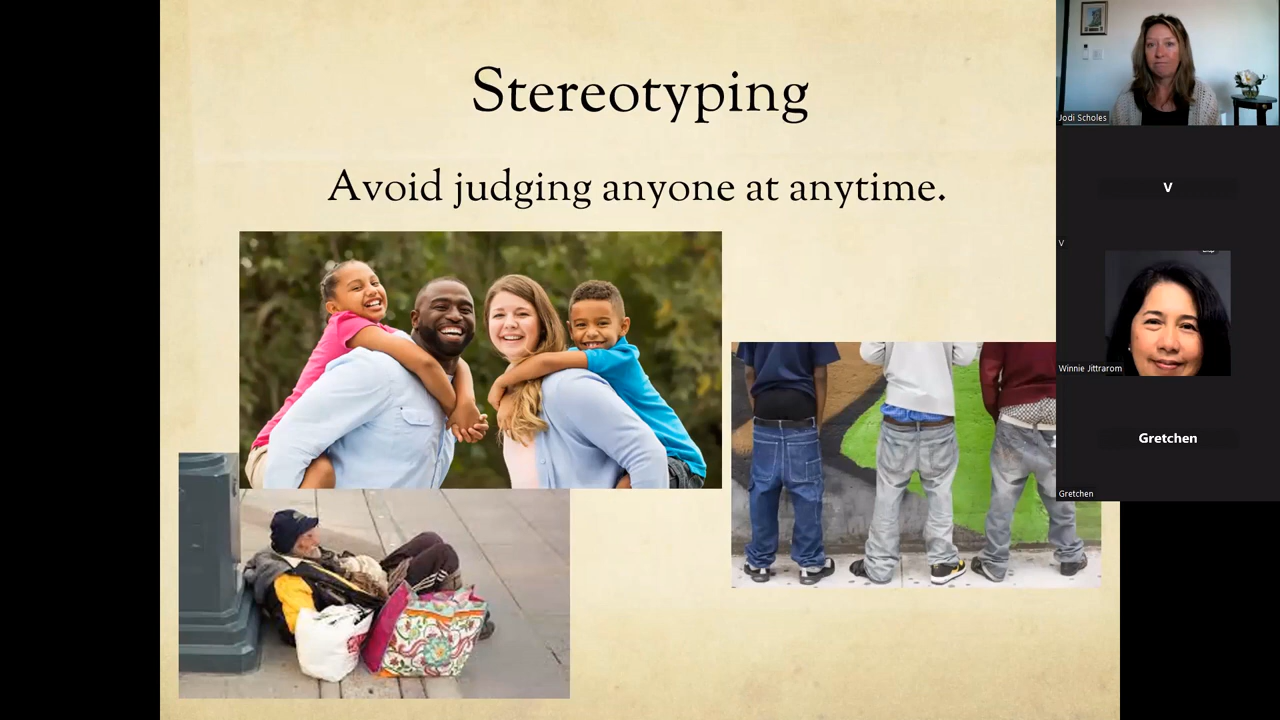 Stereotyping
Avoid judging anyone at anytime.
Jodi Scholes
V
V
Winnie Jittrarom
Gretchen
Gretchen